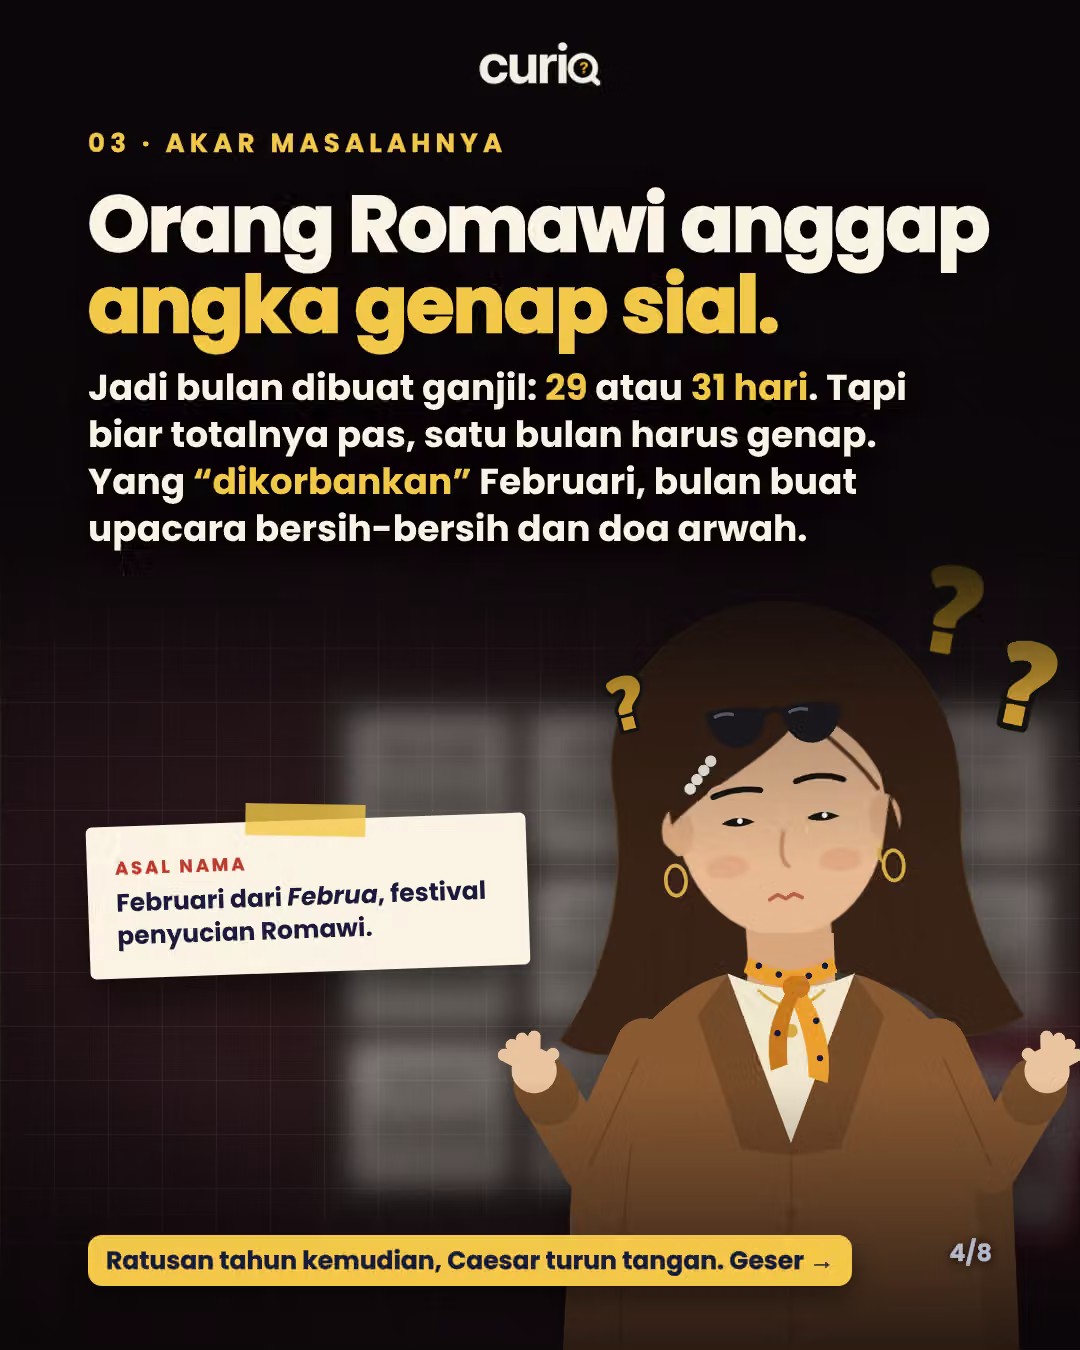 curiq
03 · AKAR MASALAHNYA
Orang Romawi anggap
angka genap sial.
Jadi bulan dibuat ganjil: 29 atau 31 hari. Tapi
biar totalnya pas, satu bulan harus genap.
Yang “dikorbankan” Februari, bulan buat
upacara bersih-bersih dan doa arwah.
?
?
?
ASAL NAMA
Februari dari Februa, festival
penyucian Romawi.
Ratusan tahun kemudian, Caesar turun tangan. Geser →
4/8